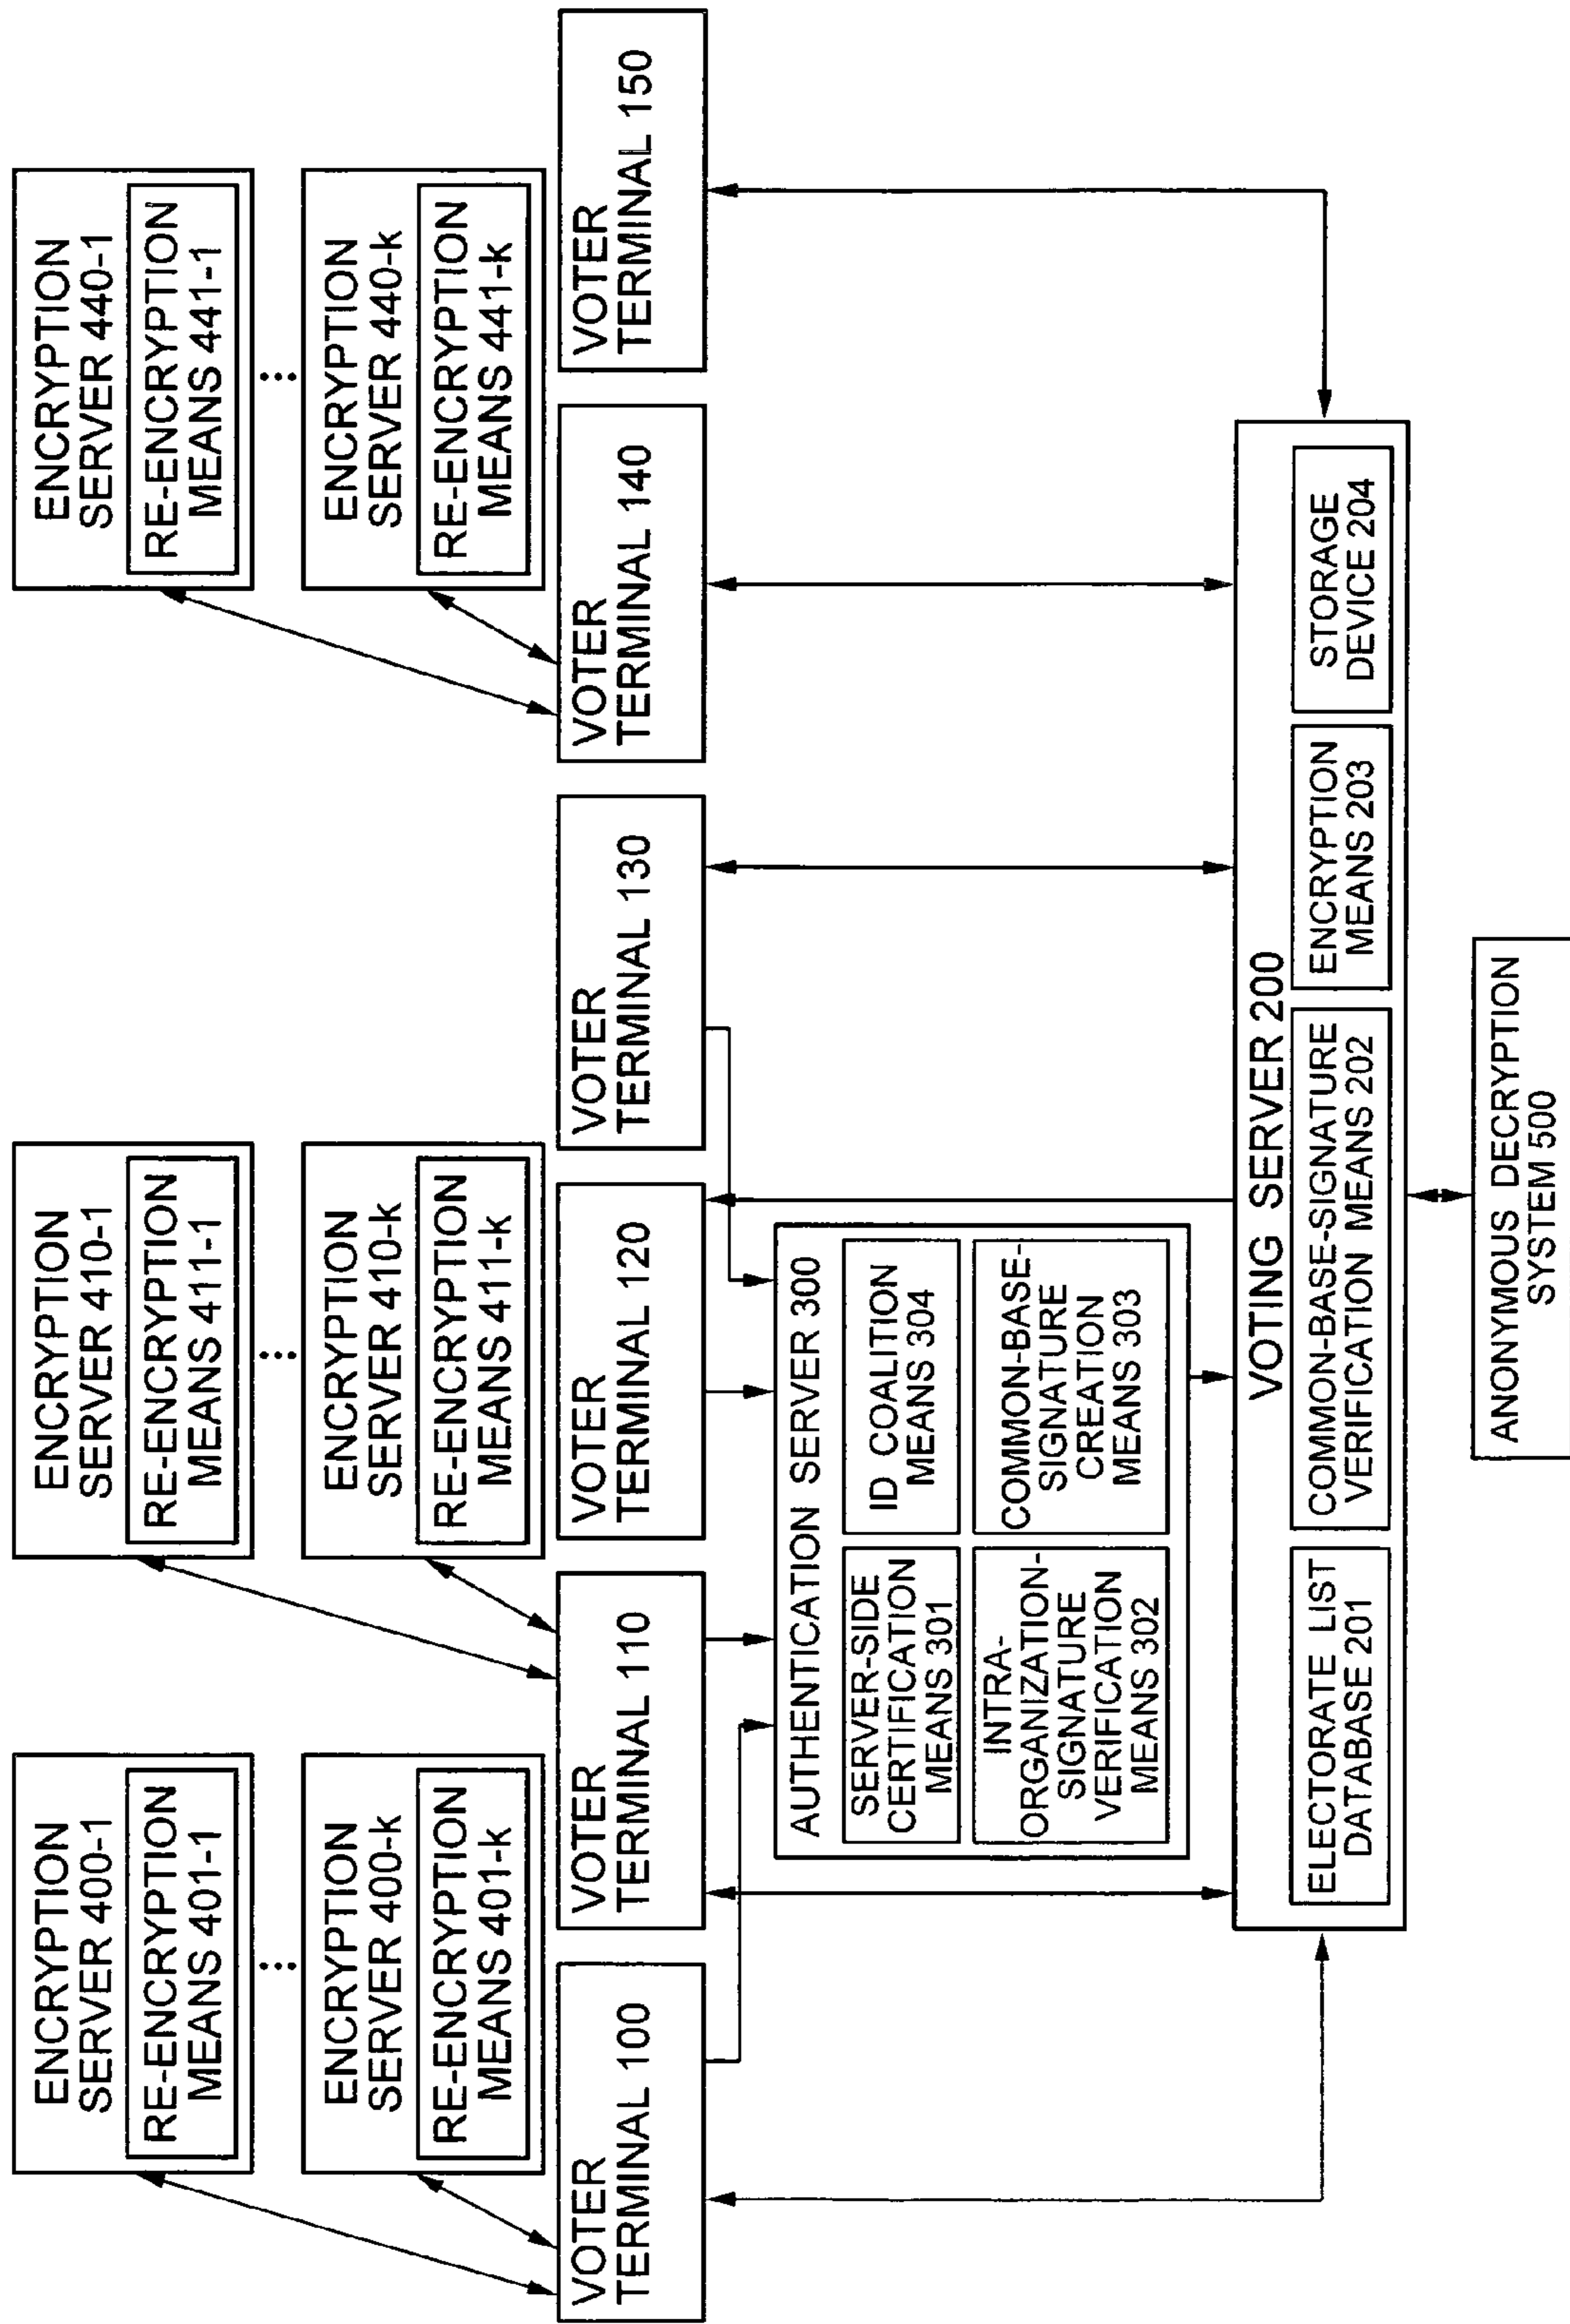 ENCRYPTION
SERVER 400-1
RE-ENCRYPTION
MEANS 401-1
...
ENCRYPTION
SERVER 400-k
RE-ENCRYPTION
MEANS 401-k
ENCRYPTION
SERVER 410-1
RE-ENCRYPTION
MEANS 411-1
...
ENCRYPTION
SERVER 410-k
RE-ENCRYPTION
MEANS 411-k
ENCRYPTION
SERVER 440-1
RE-ENCRYPTION
MEANS 441-1
...
ENCRYPTION
SERVER 440-k
RE-ENCRYPTION
MEANS 441-k
VOTER
TERMINAL 100
VOTER
TERMINAL 110
VOTER
TERMINAL 120
VOTER
TERMINAL 130
VOTER
TERMINAL 140
VOTER
TERMINAL 150
AUTHENTICATION SERVER 300
SERVER-SIDE
CERTIFICATION
MEANS 301
ID COALITION
MEANS 304
INTRA-
ORGANIZATION-
SIGNATURE
VERIFICATION
MEANS 302
COMMON-BASE-
SIGNATURE
CREATION
MEANS 303
VOTING SERVER 200
ELECTORATE LIST
DATABASE 201
COMMON-BASE-SIGNATURE
VERIFICATION MEANS 202
ENCRYPTION
MEANS 203
STORAGE
DEVICE 204
ANONYMOUS DECRYPTION
SYSTEM 500